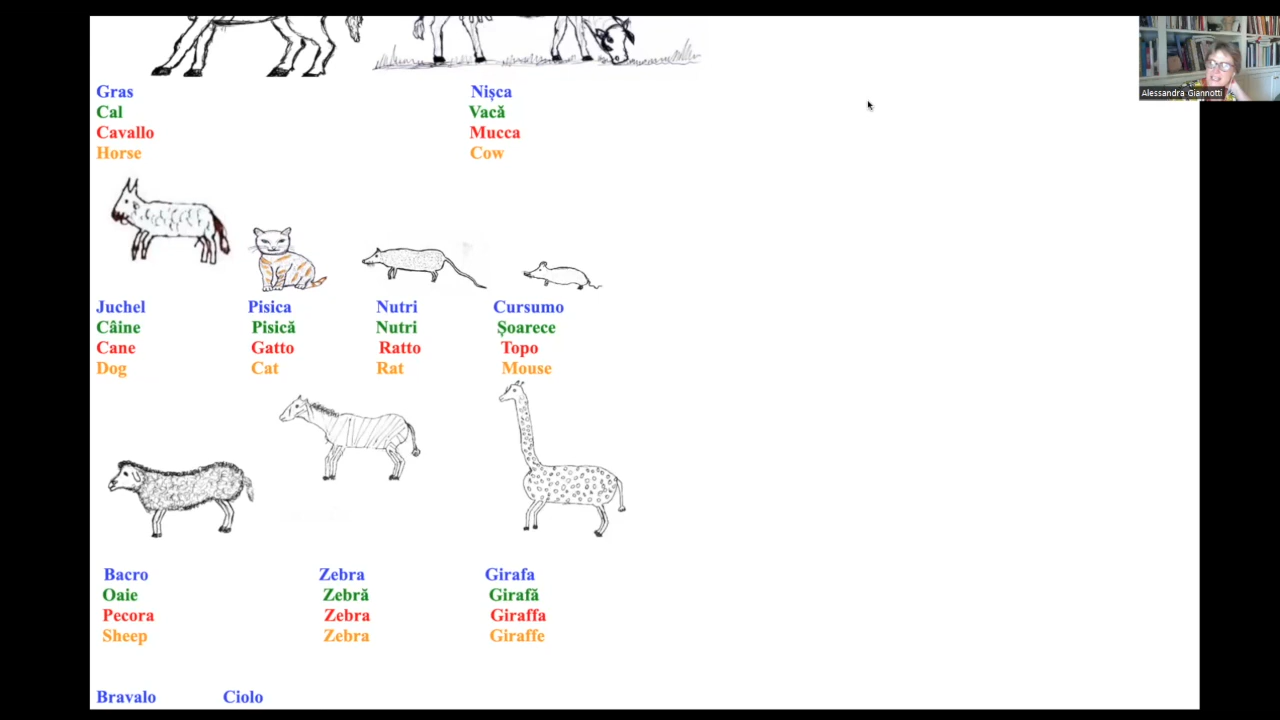 Alessandra Giannotti
Gras Nișca
Cal Vacă
Cavallo Mucca
Horse Cow
Juchel Pisica Nutri Cursumo
Câine Pisică Nutri Șoarece
Cane Gatto Ratto Topo
Dog Cat Rat Mouse
Bacro Zebra Girafa
Oaie Zebră Girafă
Pecora Zebra Giraffa
Sheep Zebra Giraffe
Bravalo Ciolo